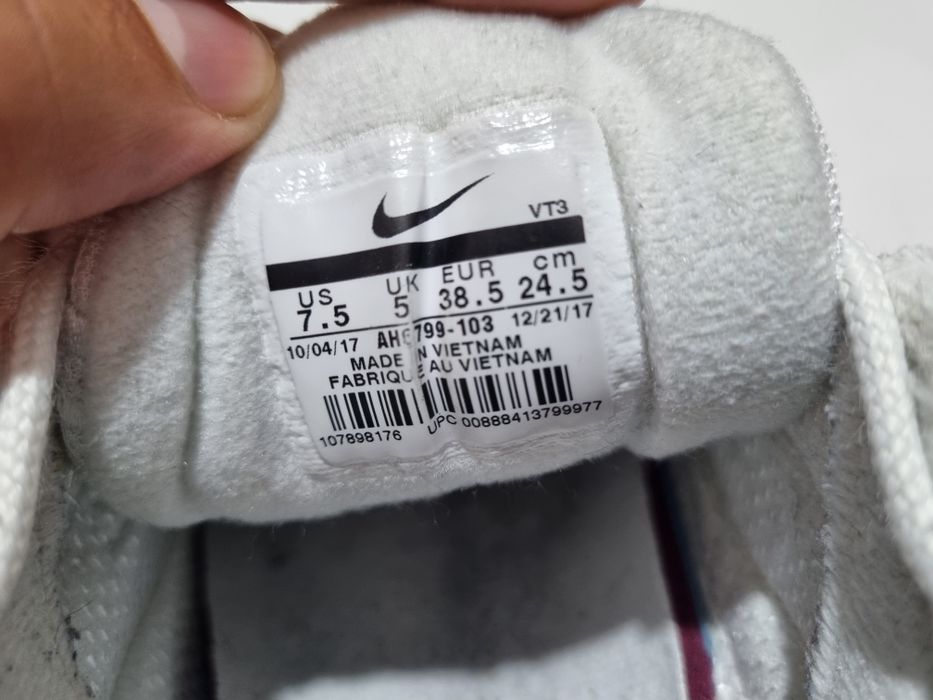 VT3
US UK EUR cm
7.5 5 38.5 24.5
10/04/17 799-103 12/21/17
MADE IN VIETNAM
FABRIQUE AU VIETNAM
107898176 UPC 00888413799977